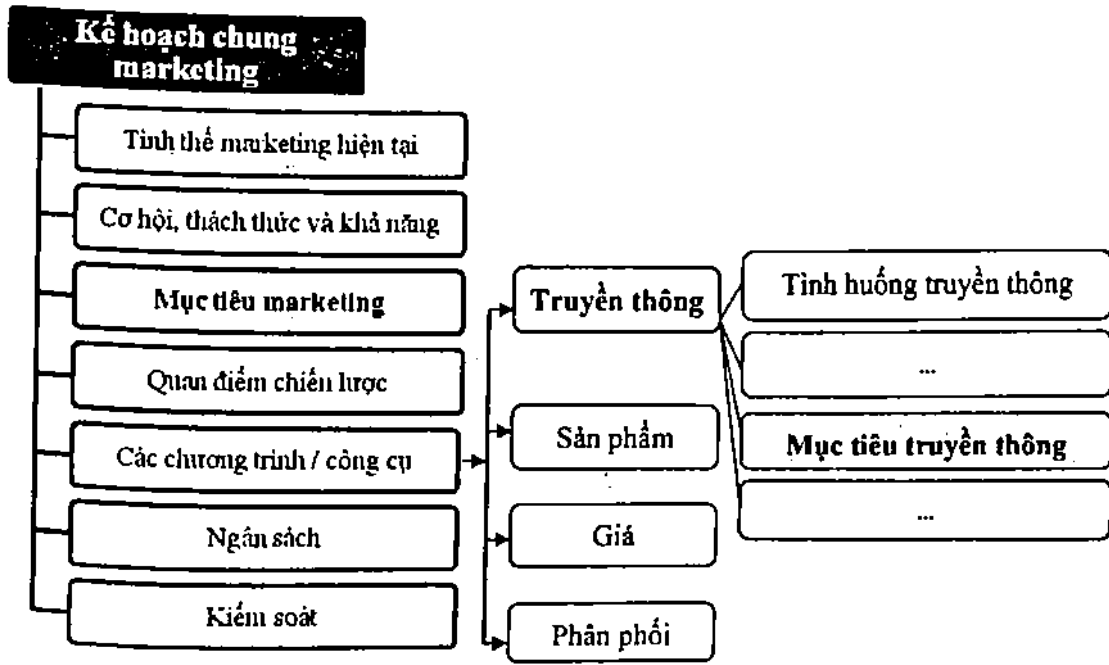 Kế hoạch chung
marketing
Tình thế marketing hiện tại
Cơ hội, thách thức và khả năng
Mục tiêu marketing
Quan điểm chiến lược
Các chương trình / công cụ
Ngân sách
Kiểm soát
Truyền thông
Sản phẩm
Giá
Phân phối
Tình huống truyền thông
...
Mục tiêu truyền thông
...